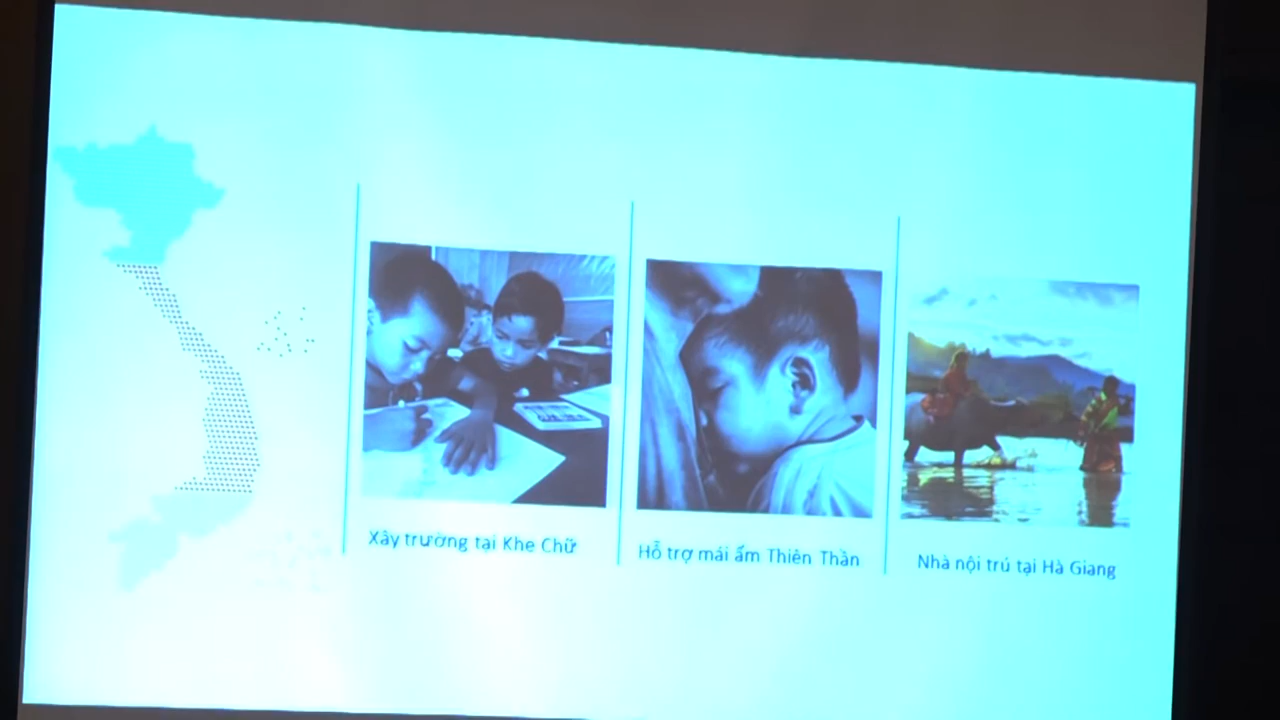 Xây trường tại Khe Chữ
Hỗ trợ mái ấm Thiên Thần
Nhà nội trú tại Hà Giang